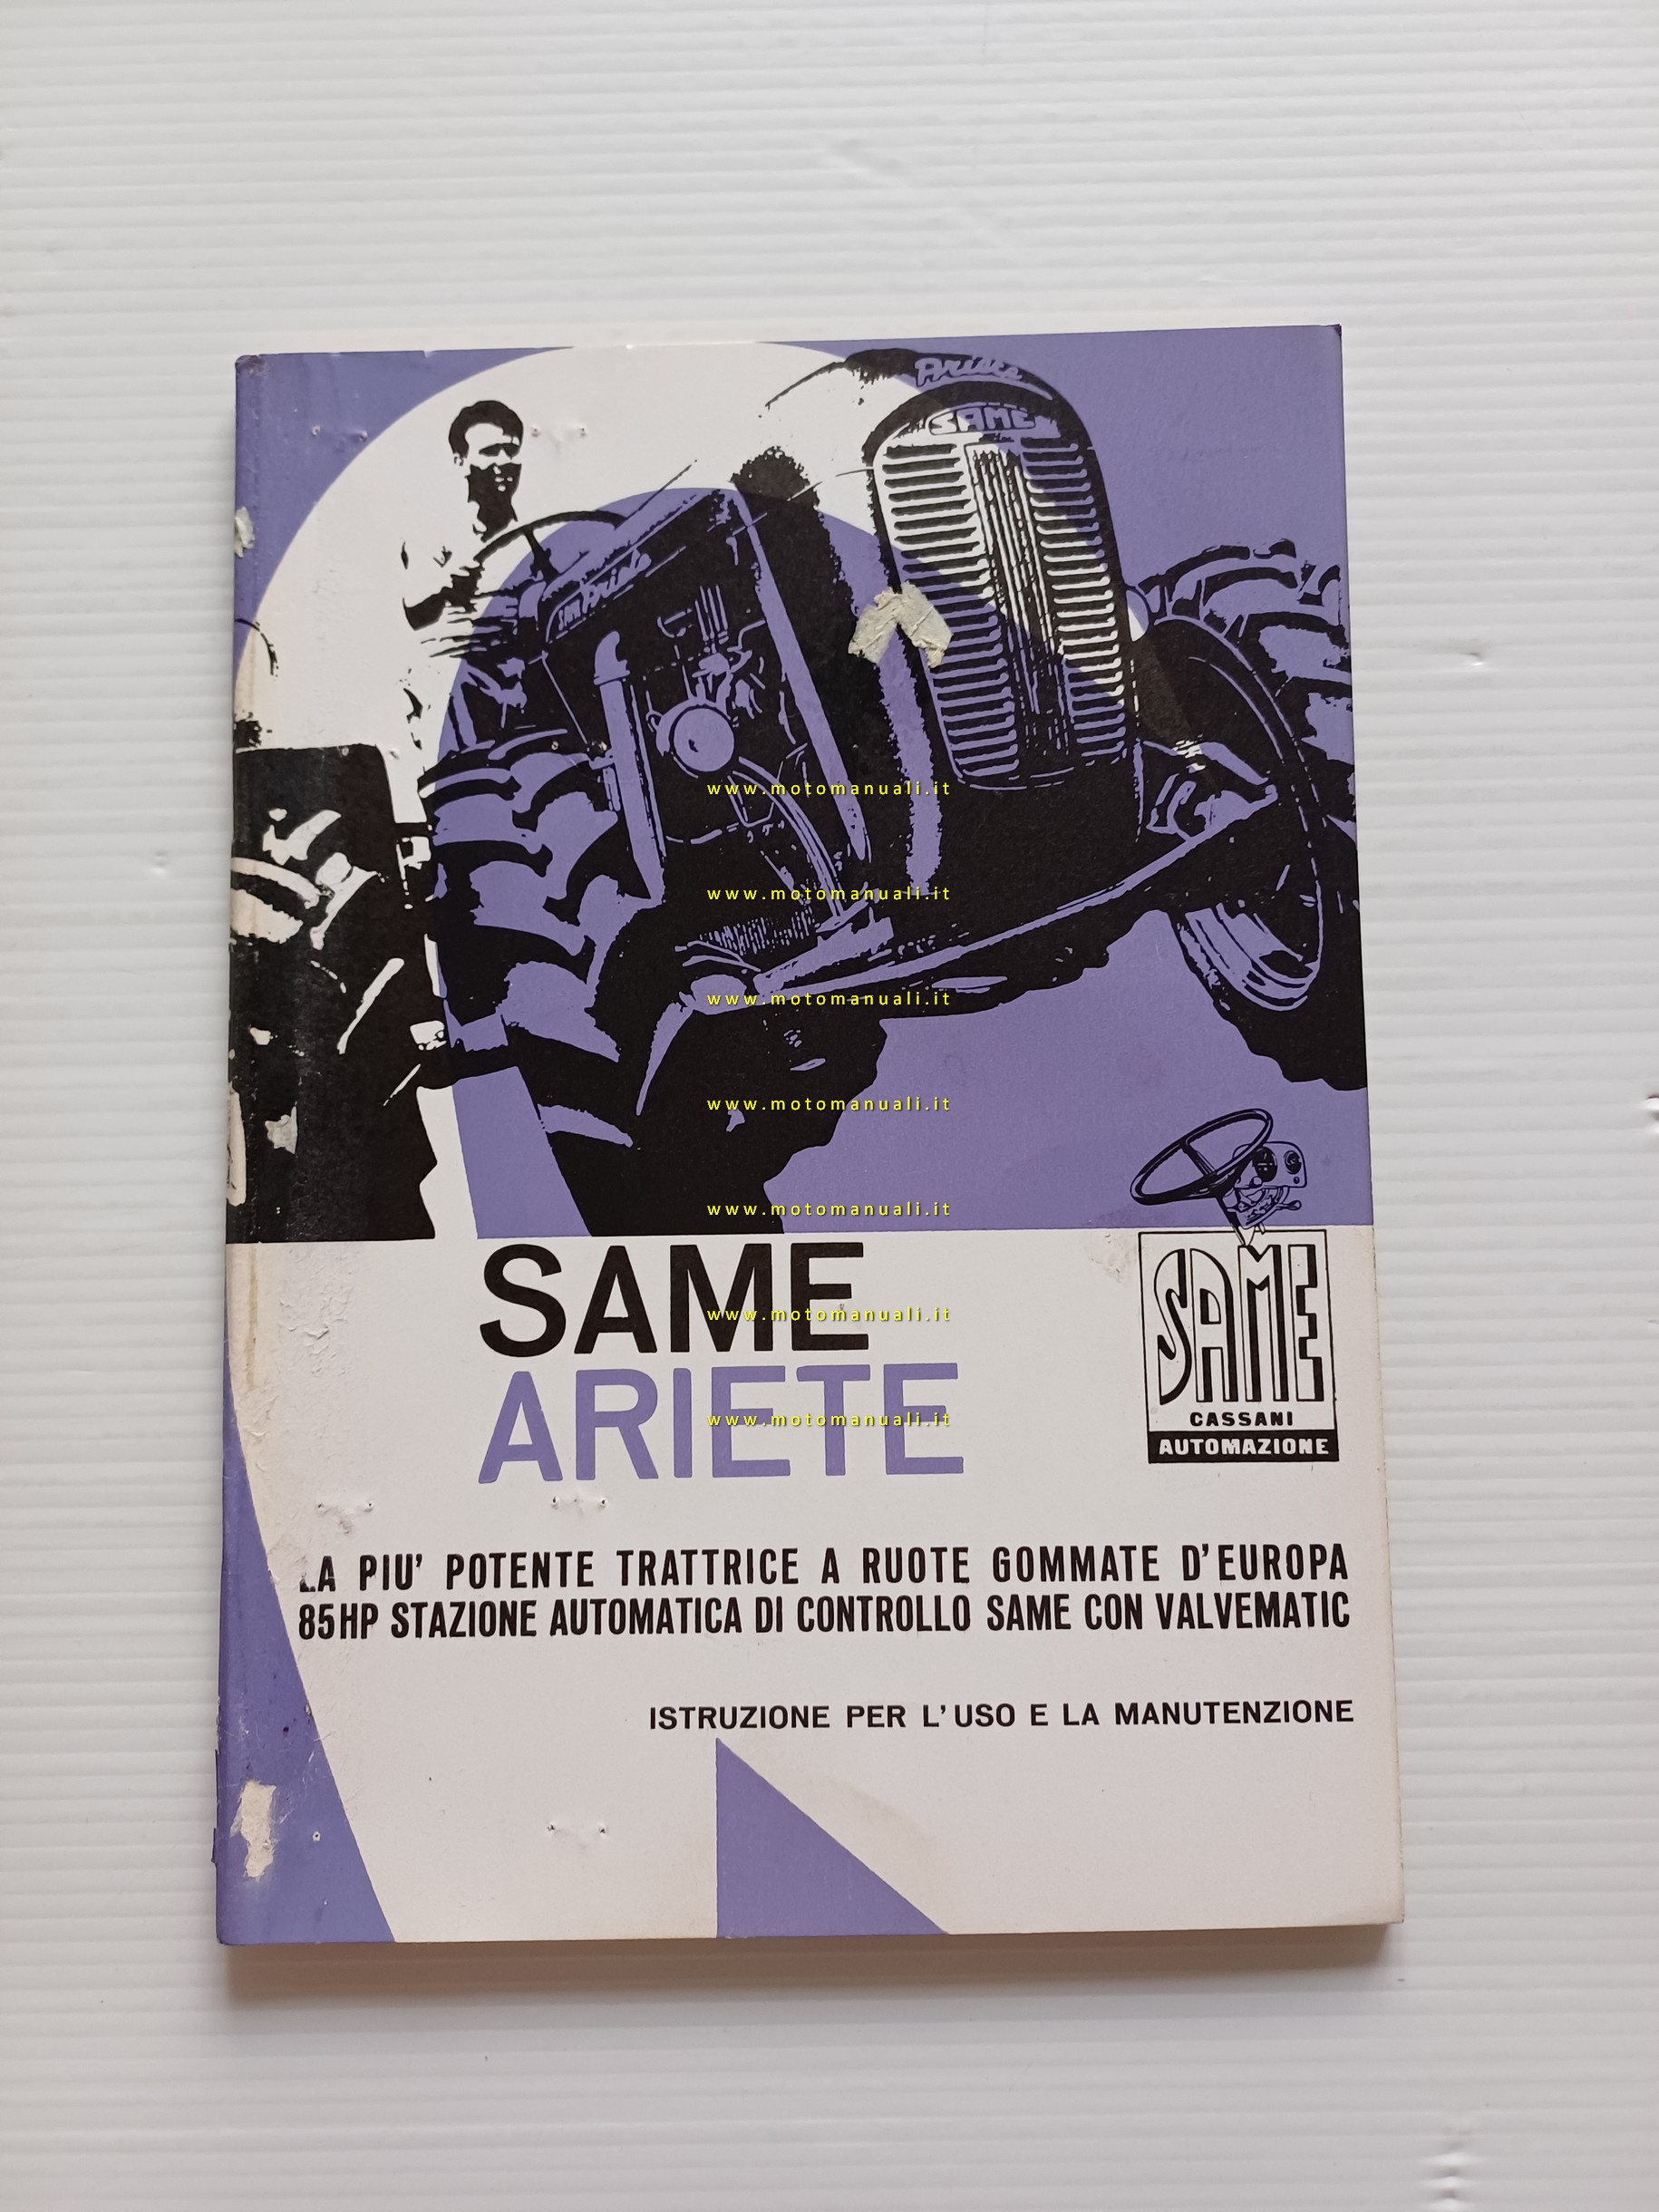 Ariete
SAME
Ariete
www.motomanuali.it
www.motomanuali.it
www.motomanuali.it
www.motomanuali.it
www.motomanuali.it
SAME
www.motomanuali.it
ARIETE
www.motomanuali.it
SAME
CASSANI
AUTOMAZIONE
LA PIU' POTENTE TRATTRICE A RUOTE GOMMATE D'EUROPA
85HP STAZIONE AUTOMATICA DI CONTROLLO SAME CON VALVEMATIC
ISTRUZIONE PER L'USO E LA MANUTENZIONE